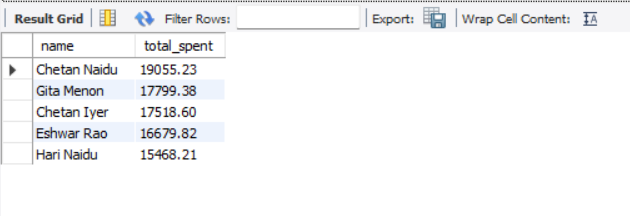 Result Grid Filter Rows: Export: Wrap Cell Content: IA
name total_spent
Chetan Naidu 19055.23
Gita Menon 17799.38
Chetan Iyer 17518.60
Eshwar Rao 16679.82
Hari Naidu 15468.21